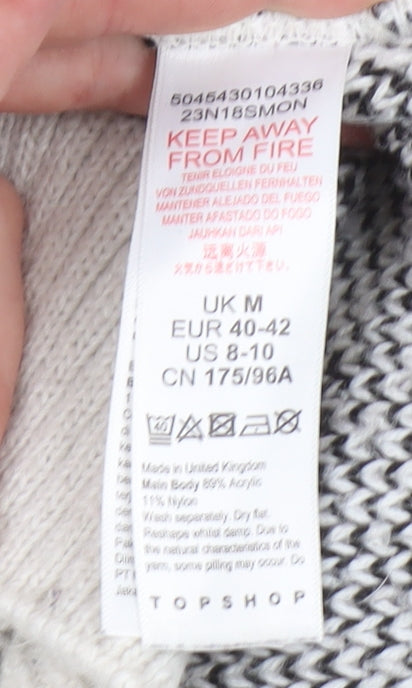 5045430104336
23N18SMON
KEEP AWAY
FROM FIRE
TENIR ELOIGNE DU FEU
VON ZUNDQUELLEN FERNHALTEN
MANTENER ALEJADO DEL FUEGO
MANTER AFASTADO DO FOGO
JAUHKAN DARI API
远离火源
火気から遠ざけて下さい。
UK M
EUR 40-42
US 8-10
CN 175/96A
40
Made in United Kingdom
Main Body 89% Acrylic
11% Nylon
Wash separately. Dry flat.
Reshape whilst damp. Due to
the natural characteristics of the
yarn, some pilling may occur. Do
TOPSHOP